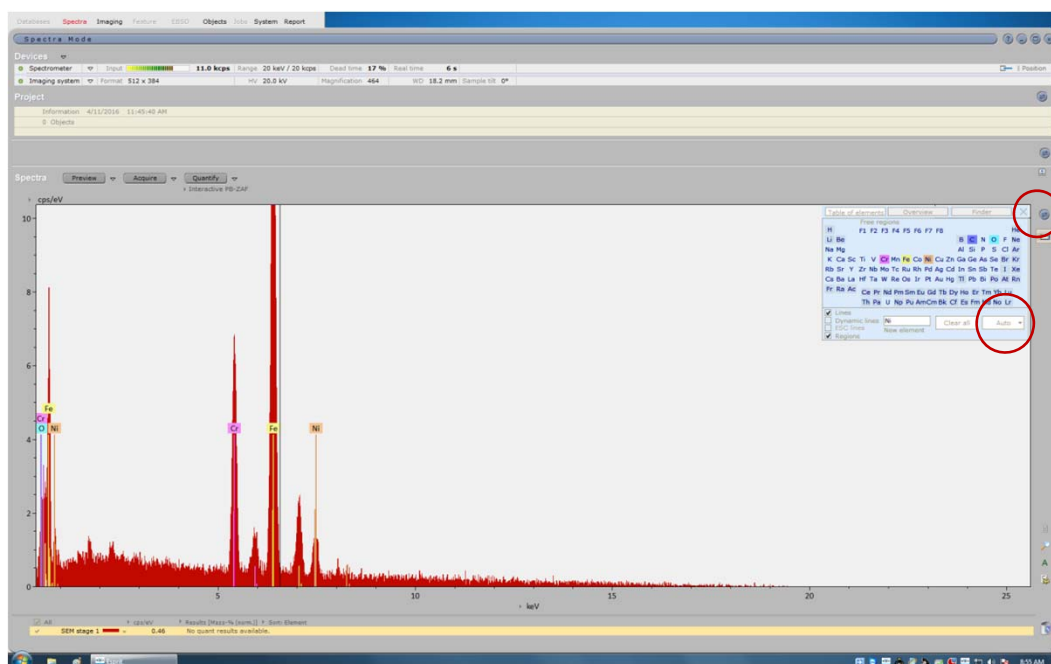 Databases Spectra Imaging Feature EBSD Objects Jobs System Report
Spectra Mode
Devices
Spectrometer Input 11.0 kcps Range 20 keV / 20 kcps Dead time 17 % Real time 6 s Position
Imaging system Format 512 x 384 HV 20.0 kV Magnification 464 WD 18.2 mm Sample tilt 0°
Project
Information 4/11/2016 11:45:40 AM
0 Objects
Spectra Preview Acquire Quantify
Interactive PB-ZAF
cps/eV
Table of elements Overview Finder
Free regions
H F1 F2 F3 F4 F5 F6 F7 F8 He
Li Be B C N O F Ne
Na Mg Al Si P S Cl Ar
K Ca Sc Ti V Cr Mn Fe Co Ni Cu Zn Ga Ge As Se Br Kr
Rb Sr Y Zr Nb Mo Tc Ru Rh Pd Ag Cd In Sn Sb Te I Xe
Cs Ba La Hf Ta W Re Os Ir Pt Au Hg Tl Pb Bi Po At Rn
Fr Ra Ac Ce Pr Nd Pm Sm Eu Gd Tb Dy Ho Er Tm Yb Lu
Th Pa U Np Pu Am Cm Bk Cf Es Fm Md No Lr
Lines
Dynamic lines Ni Clear all Auto
ESC lines New element
Regions
10
8
6
4
2
0
Fe
Cr
O Ni Cr Fe Ni
5 10 15 20 25
keV
All cps/eV Results [Mass-% (norm.)] Sort: Element
SEM stage 1 0.46 No quant results available.
A
8:55 AM